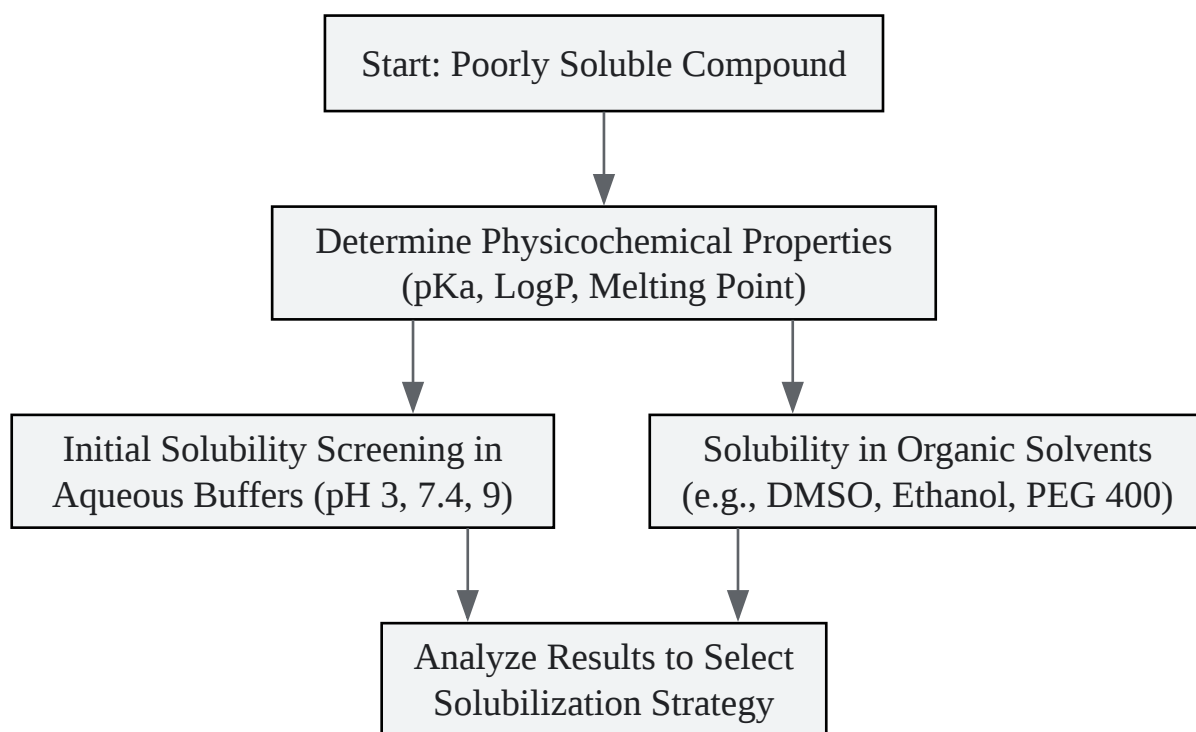 Start: Poorly Soluble Compound
Determine Physicochemical Properties
(pKa, LogP, Melting Point)
Initial Solubility Screening in
Aqueous Buffers (pH 3, 7.4, 9)
Solubility in Organic Solvents
(e.g., DMSO, Ethanol, PEG 400)
Analyze Results to Select
Solubilization Strategy